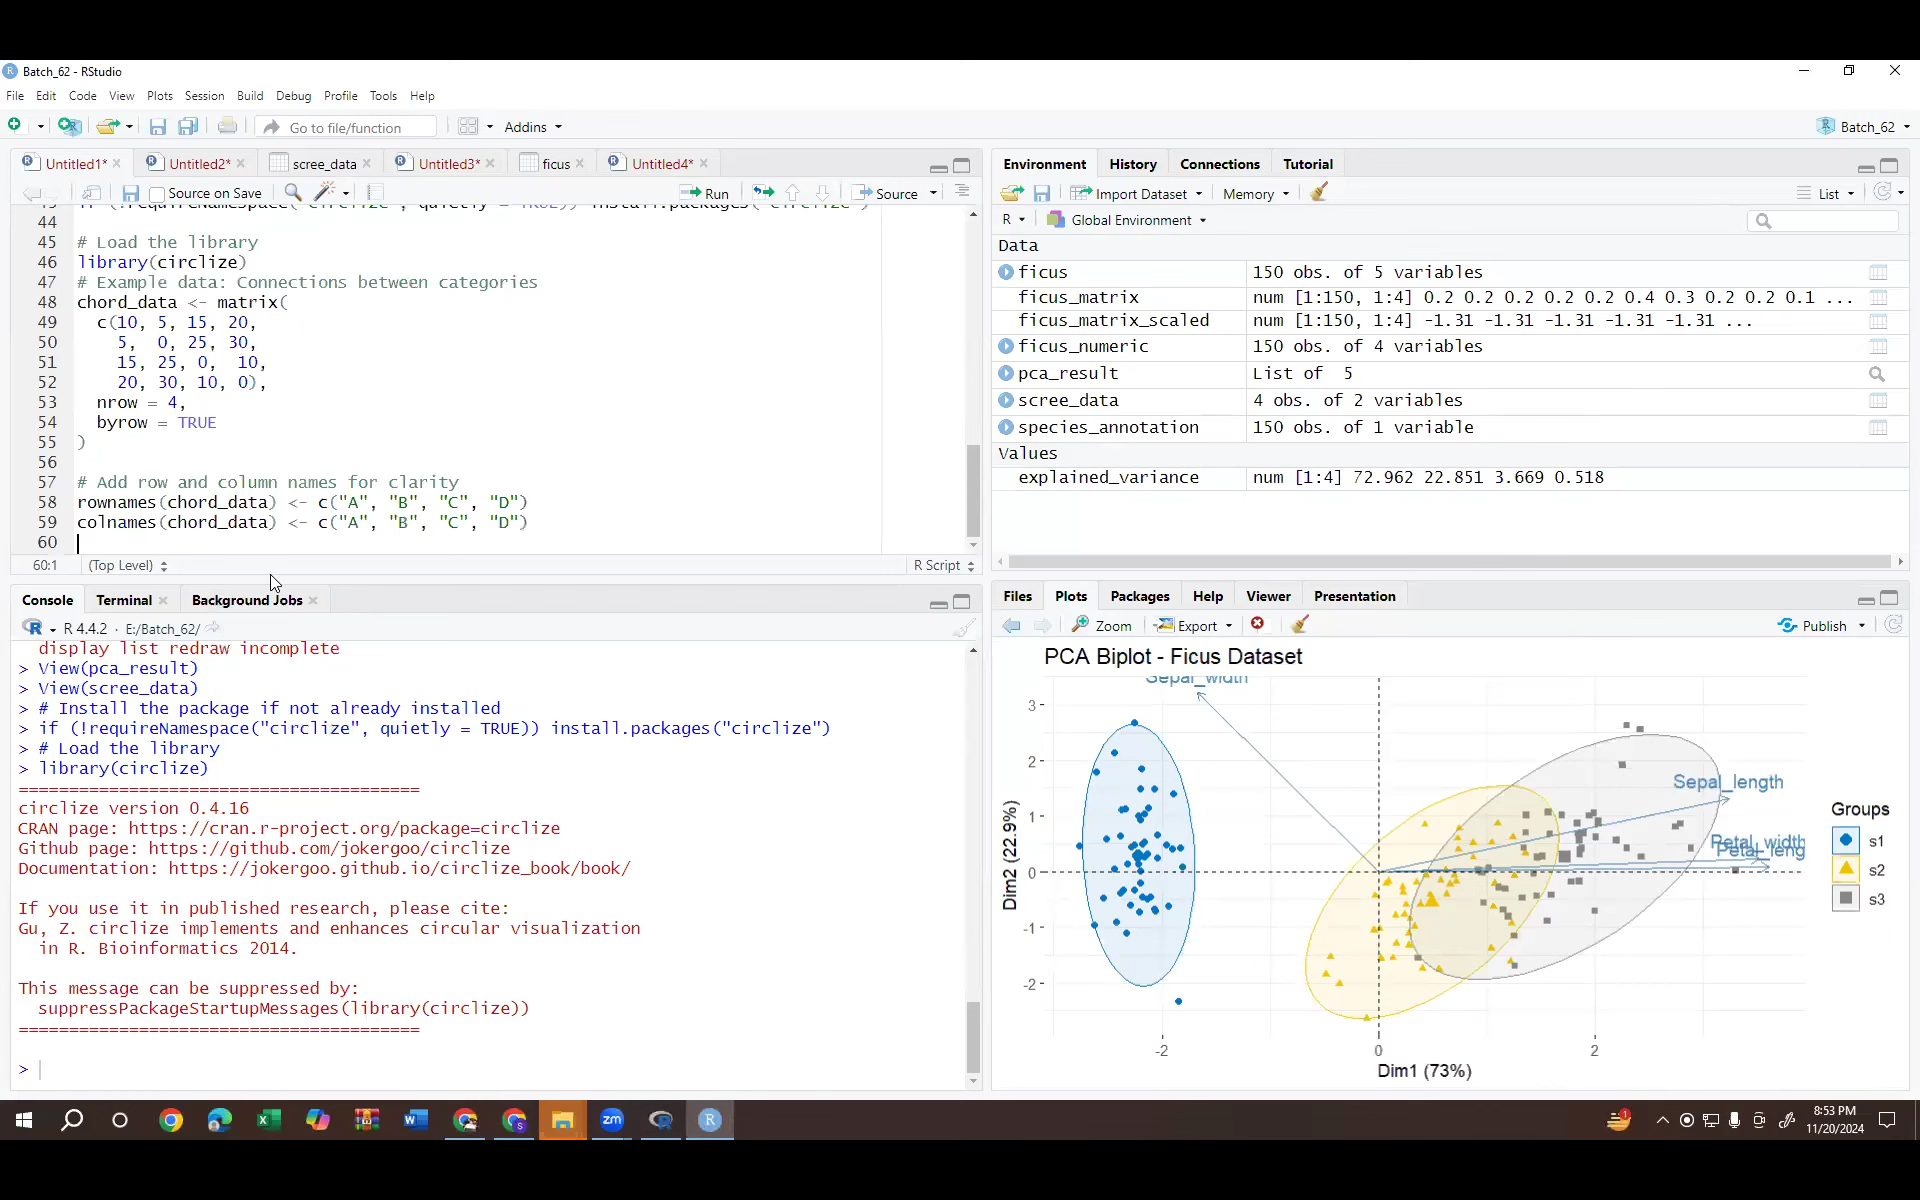 Batch_62 - RStudio
File Edit Code View Plots Session Build Debug Profile Tools Help
Go to file/function Addins Batch_62
Untitled1* Untitled2* scree_data Untitled3* ficus Untitled4*
Source on Save Run Source
43 if (!requireNamespace("circlize", quietly = TRUE)) install.packages("circlize")
44
45 # Load the library
46 library(circlize)
47 # Example data: Connections between categories
48 chord_data <- matrix(
49 c(10, 5, 15, 20,
50 5, 0, 25, 30,
51 15, 25, 0, 10,
52 20, 30, 10, 0),
53 nrow = 4,
54 byrow = TRUE
55 )
56
57 # Add row and column names for clarity
58 rownames(chord_data) <- c("A", "B", "C", "D")
59 colnames(chord_data) <- c("A", "B", "C", "D")
60
60:1 (Top Level) R Script
Console Terminal Background Jobs
R 4.4.2 · E:/Batch_62/
display list redraw incomplete
> View(pca_result)
> View(scree_data)
> # Install the package if not already installed
> if (!requireNamespace("circlize", quietly = TRUE)) install.packages("circlize")
> # Load the library
> library(circlize)
========================================
circlize version 0.4.16
CRAN page: https://cran.r-project.org/package=circlize
Github page: https://github.com/jokergoo/circlize
Documentation: https://jokergoo.github.io/circlize_book/book/
If you use it in published research, please cite:
Gu, Z. circlize implements and enhances circular visualization
in R. Bioinformatics 2014.
This message can be suppressed by:
suppressPackageStartupMessages(library(circlize))
========================================
>
Environment History Connections Tutorial
Import Dataset Memory List
R Global Environment
Data
ficus 150 obs. of 5 variables
ficus_matrix num [1:150, 1:4] 0.2 0.2 0.2 0.2 0.2 0.4 0.3 0.2 0.2 0.1 ...
ficus_matrix_scaled num [1:150, 1:4] -1.31 -1.31 -1.31 -1.31 -1.31 ...
ficus_numeric 150 obs. of 4 variables
pca_result List of 5
scree_data 4 obs. of 2 variables
species_annotation 150 obs. of 1 variable
Values
explained_variance num [1:4] 72.962 22.851 3.669 0.518
Files Plots Packages Help Viewer Presentation
Zoom Export Publish
PCA Biplot - Ficus Dataset
Sepal_width
Sepal_length
Petal_width
Petal_leng
3
2
1
0
-1
-2
Dim2 (22.9%)
-2 0 2
Dim1 (73%)
Groups
s1
s2
s3
8:53 PM
11/20/2024